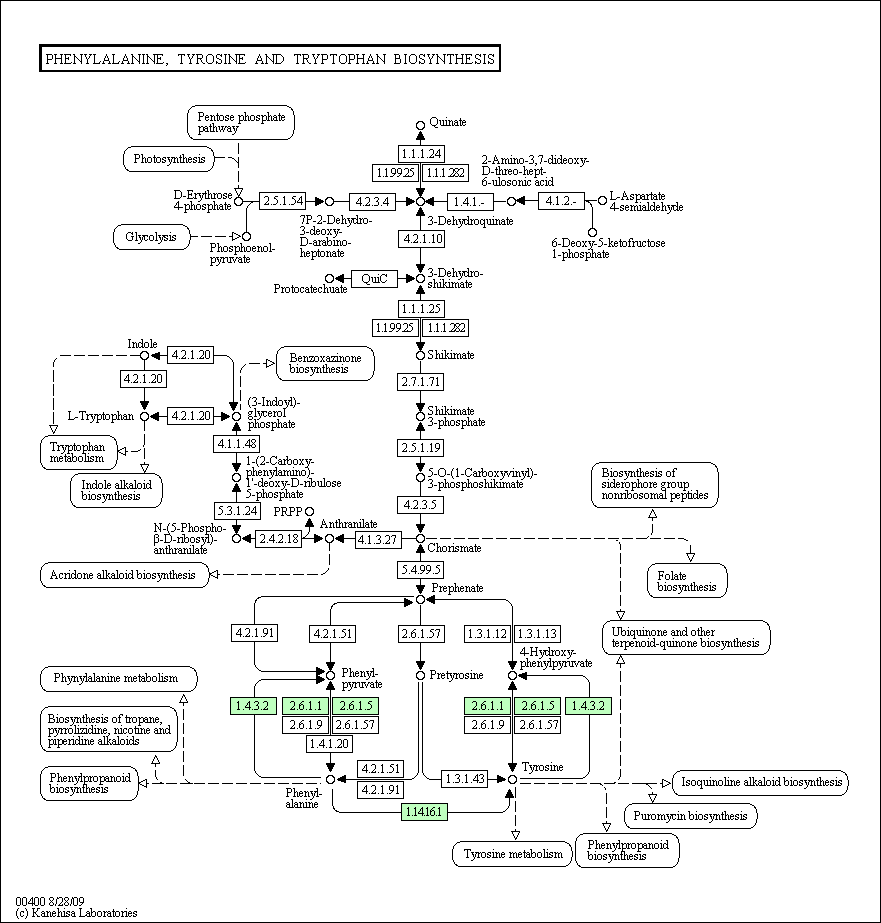 PHENYLALANINE, TYROSINE AND TRYPTOPHAN BIOSYNTHESIS
Pentose phosphate
pathway
Photosynthesis
Glycolysis
D-Erythrose
4-phosphate
Phosphoenol-
pyruvate
2.5.1.54
7P-2-Dehydro-
3-deoxy-
D-arabino-
heptonate
4.2.3.4
Quinate
1.1.1.24
1.1.99.25
1.1.1.282
3-Dehydroquinate
1.4.1.-
2-Amino-3,7-dideoxy-
D-threo-hept-
6-ulosonic acid
4.1.2.-
L-Aspartate
4-semialdehyde
6-Deoxy-5-ketofructose
1-phosphate
4.2.1.10
Protocatechuate
QuiC
3-Dehydro-
shikimate
1.1.1.25
1.1.99.25
1.1.1.282
Shikimate
2.7.1.71
Shikimate
3-phosphate
2.5.1.19
5-O-(1-Carboxyvinyl)-
3-phosphoshikimate
4.2.3.5
Indole
4.2.1.20
4.2.1.20
Benzoxazinone
biosynthesis
L-Tryptophan
4.2.1.20
(3-Indoyl)-
glycerol
phosphate
Tryptophan
metabolism
Indole alkaloid
biosynthesis
4.1.1.48
1-(2-Carboxy-
phenylamino)-
1'-deoxy-D-ribulose
5-phosphate
5.3.1.24
PRPP
N-(5-Phospho-
β-D-ribosyl)-
anthranilate
2.4.2.18
Anthranilate
4.1.3.27
Chorismate
Acridone alkaloid biosynthesis
Biosynthesis of
siderophore group
nonribosomal peptides
Folate
biosynthesis
Ubiquinone and other
terpenoid-quinone biosynthesis
5.4.99.5
Prephenate
4.2.1.91
4.2.1.51
2.6.1.57
1.3.1.12
1.3.1.13
Phenyl-
pyruvate
Pretyrosine
4-Hydroxy-
phenylpyruvate
1.4.3.2
2.6.1.1
2.6.1.5
2.6.1.9
2.6.1.57
1.4.1.20
2.6.1.1
2.6.1.5
1.4.3.2
2.6.1.9
2.6.1.57
4.2.1.51
4.2.1.91
1.3.1.43
Phenyl-
alanine
Tyrosine
1.14.16.1
Phynylalanine metabolism
Biosynthesis of tropane,
pyrrolizidine, nicotine and
piperidine alkaloids
Phenylpropanoid
biosynthesis
Isoquinoline alkaloid biosynthesis
Puromycin biosynthesis
Phenylpropanoid
biosynthesis
Tyrosine metabolism
00400 8/28/09
(c) Kanehisa Laboratories